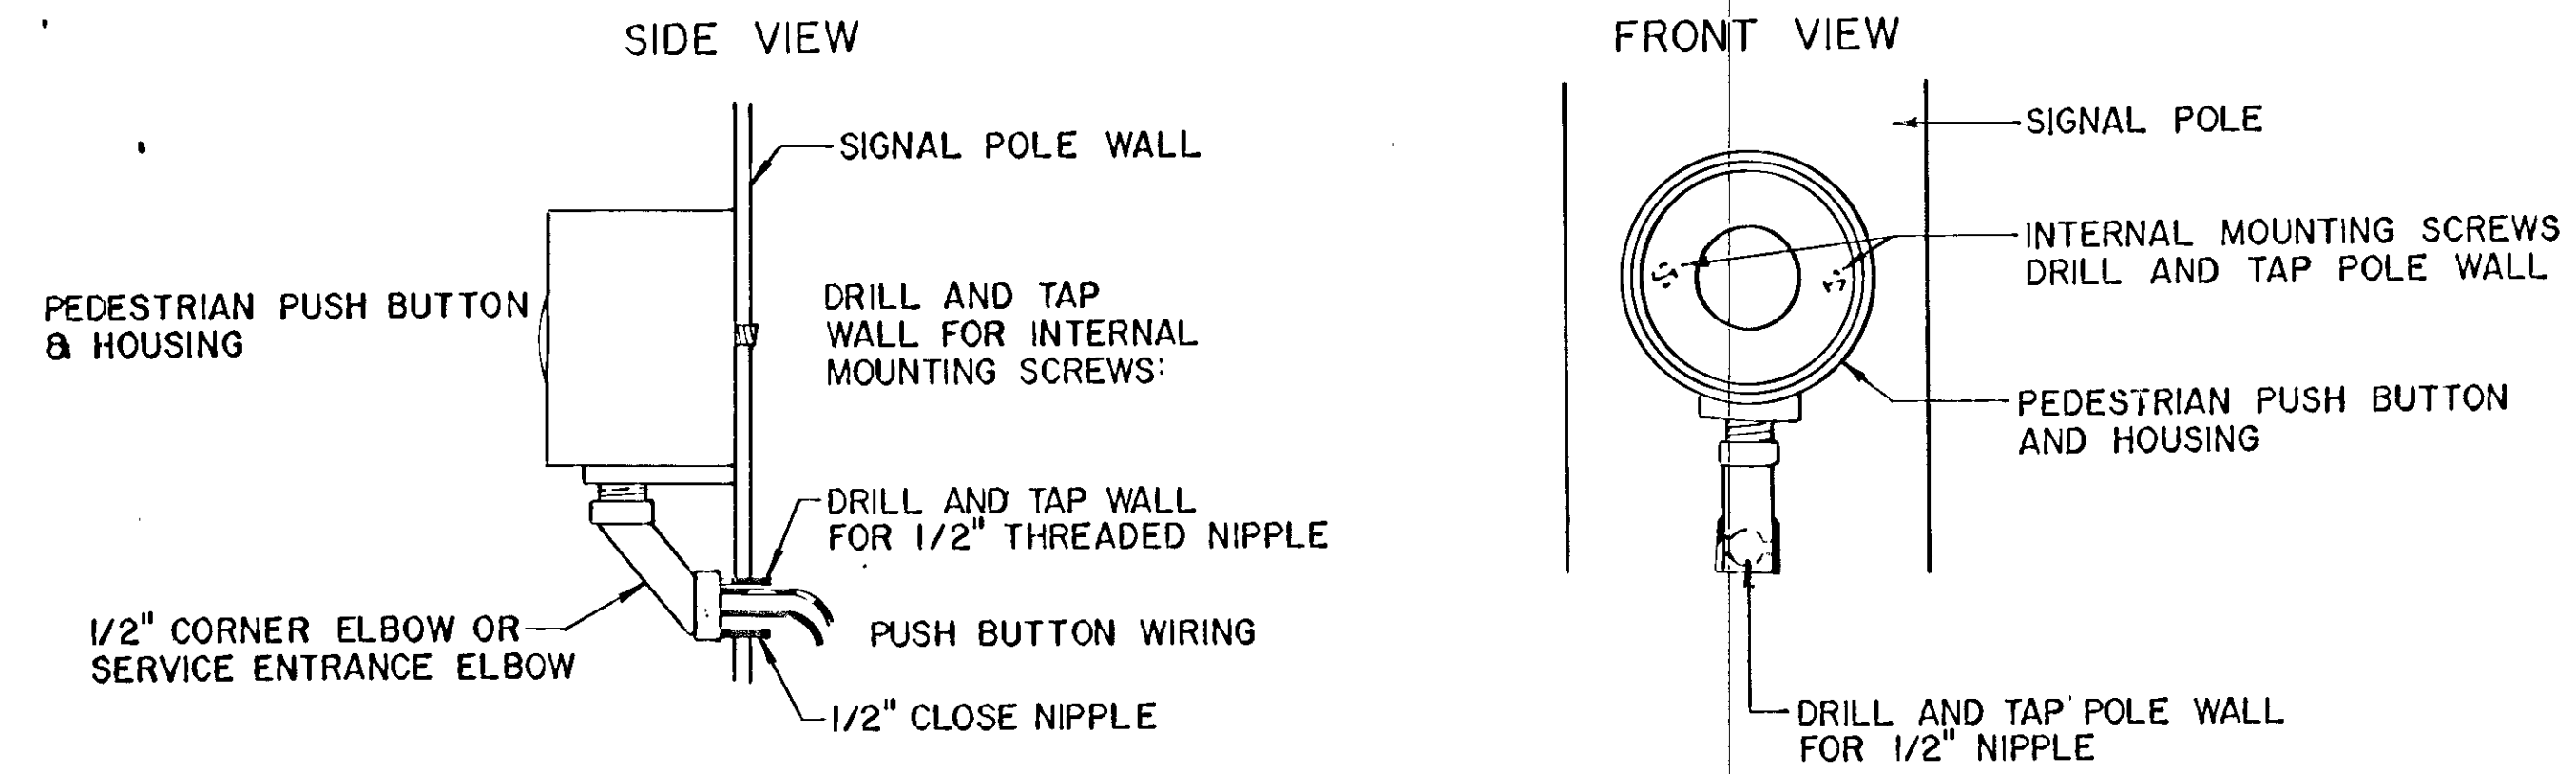 SIDE VIEW
SIGNAL POLE WALL
PEDESTRIAN PUSH BUTTON
& HOUSING
DRILL AND TAP
WALL FOR INTERNAL
MOUNTING SCREWS:
DRILL AND TAP WALL
FOR 1/2" THREADED NIPPLE
1/2" CORNER ELBOW OR
SERVICE ENTRANCE ELBOW
PUSH BUTTON WIRING
1/2" CLOSE NIPPLE
FRONT VIEW
SIGNAL POLE
INTERNAL MOUNTING SCREWS
DRILL AND TAP POLE WALL
PEDESTRIAN PUSH BUTTON
AND HOUSING
DRILL AND TAP POLE WALL
FOR 1/2" NIPPLE